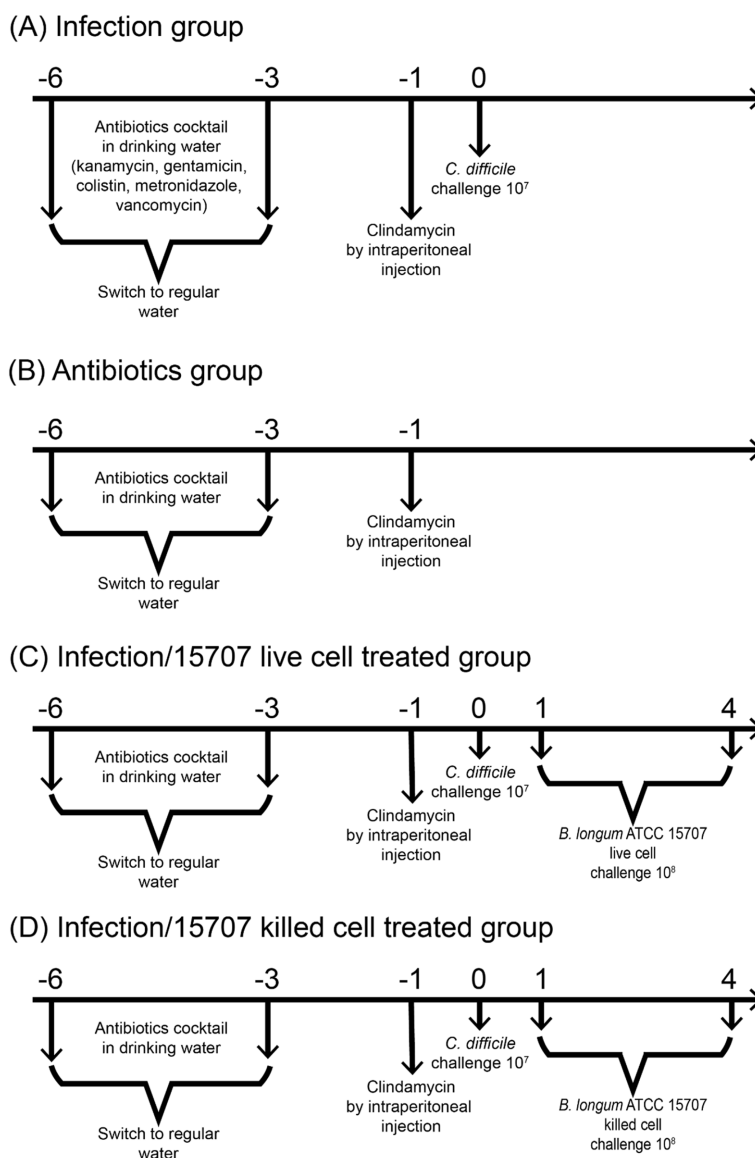 (A) Infection group
-6 -3 -1 0
Antibiotics cocktail
in drinking water
(kanamycin, gentamicin,
colistin, metronidazole,
vancomycin)
C. difficile
challenge 10⁷
Clindamycin
by intraperitoneal
injection
Switch to regular
water
(B) Antibiotics group
-6 -3 -1
Antibiotics cocktail
in drinking water
Clindamycin
by intraperitoneal
injection
Switch to regular
water
(C) Infection/15707 live cell treated group
-6 -3 -1 0 1 4
Antibiotics cocktail
in drinking water
C. difficile
challenge 10⁷
Clindamycin
by intraperitoneal
injection
B. longum ATCC 15707
live cell
challenge 10⁸
Switch to regular
water
(D) Infection/15707 killed cell treated group
-6 -3 -1 0 1 4
Antibiotics cocktail
in drinking water
C. difficile
challenge 10⁷
Clindamycin
by intraperitoneal
injection
B. longum ATCC 15707
killed cell
challenge 10⁸
Switch to regular
water